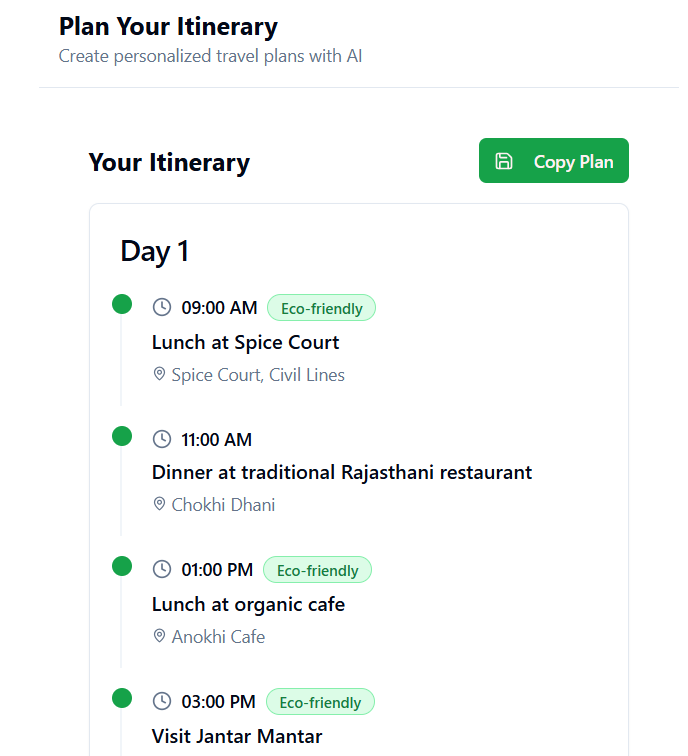 Plan Your Itinerary
Create personalized travel plans with AI
Your Itinerary
Copy Plan
Day 1
09:00 AM Eco-friendly
Lunch at Spice Court
Spice Court, Civil Lines
11:00 AM
Dinner at traditional Rajasthani restaurant
Chokhi Dhani
01:00 PM Eco-friendly
Lunch at organic cafe
Anokhi Cafe
03:00 PM Eco-friendly
Visit Jantar Mantar